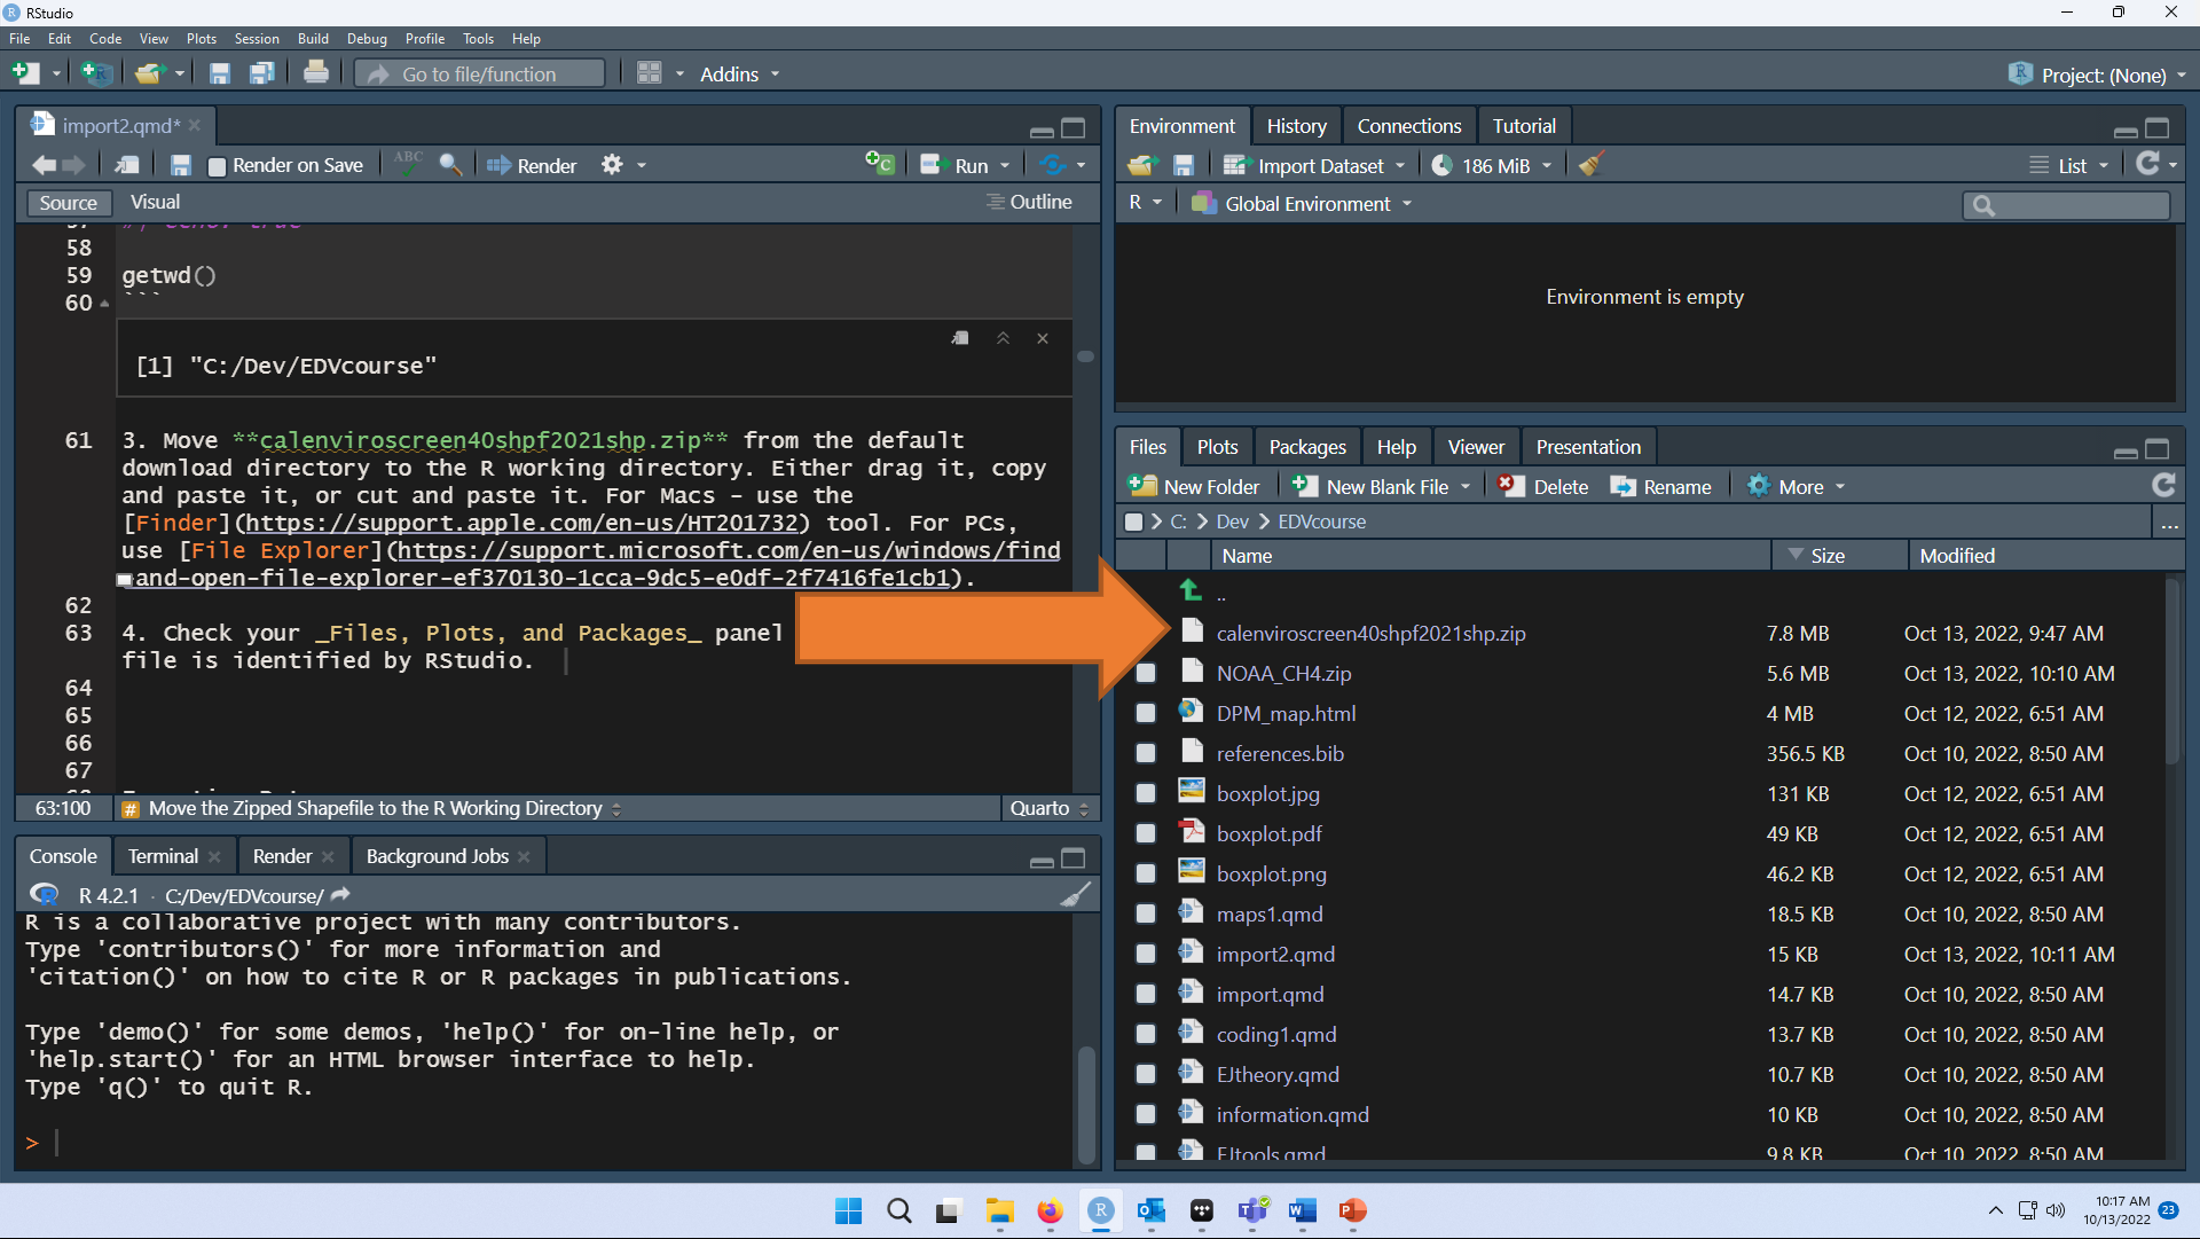 RStudio
File Edit Code View Plots Session Build Debug Profile Tools Help
Go to file/function Addins Project: (None)
import2.qmd*
Render on Save ABC Render Run
Source Visual Outline
58
59 getwd()
60 ```
[1] "C:/Dev/EDVcourse"
61 3. Move **calenviroscreen40shpf2021shp.zip** from the default
download directory to the R working directory. Either drag it, copy
and paste it, or cut and paste it. For Macs - use the
[Finder](https://support.apple.com/en-us/HT201732) tool. For PCs,
use [File Explorer](https://support.microsoft.com/en-us/windows/find
-and-open-file-explorer-ef370130-1cca-9dc5-e0df-2f7416fe1cb1).
62
63 4. Check your _Files, Plots, and Packages_ panel
file is identified by RStudio.
64
65
66
67
63:100 # Move the Zipped Shapefile to the R Working Directory Quarto
Console Terminal Render Background Jobs
R 4.2.1 · C:/Dev/EDVcourse/
R is a collaborative project with many contributors.
Type 'contributors()' for more information and
'citation()' on how to cite R or R packages in publications.
Type 'demo()' for some demos, 'help()' for on-line help, or
'help.start()' for an HTML browser interface to help.
Type 'q()' to quit R.
>
Environment History Connections Tutorial
Import Dataset 186 MiB List
R Global Environment
Environment is empty
Files Plots Packages Help Viewer Presentation
New Folder New Blank File Delete Rename More
C: Dev EDVcourse ...
Name Size Modified
..
calenviroscreen40shpf2021shp.zip 7.8 MB Oct 13, 2022, 9:47 AM
NOAA_CH4.zip 5.6 MB Oct 13, 2022, 10:10 AM
DPM_map.html 4 MB Oct 12, 2022, 6:51 AM
references.bib 356.5 KB Oct 10, 2022, 8:50 AM
boxplot.jpg 131 KB Oct 12, 2022, 6:51 AM
boxplot.pdf 49 KB Oct 12, 2022, 6:51 AM
boxplot.png 46.2 KB Oct 12, 2022, 6:51 AM
maps1.qmd 18.5 KB Oct 10, 2022, 8:50 AM
import2.qmd 15 KB Oct 13, 2022, 10:11 AM
import.qmd 14.7 KB Oct 10, 2022, 8:50 AM
coding1.qmd 13.7 KB Oct 10, 2022, 8:50 AM
EJtheory.qmd 10.7 KB Oct 10, 2022, 8:50 AM
information.qmd 10 KB Oct 10, 2022, 8:50 AM
EJtools.qmd 9.8 KB Oct 10, 2022, 8:50 AM
10:17 AM
10/13/2022 23